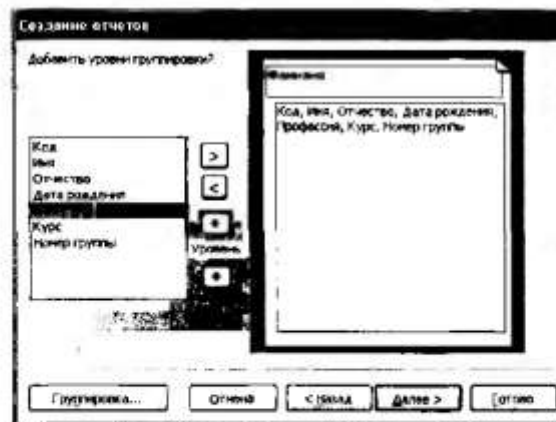 Создание отчетов
Добавить уровни группировки?
Фамилия
Код, Имя, Отчество, Дата рождения,
Профессия, Курс, Номер группы
Код
Имя
Отчество
Дата рождения
Курс
Номер группы
>
<
Уровень
Группировка...
Отмена
< Назад
Далее >
Готово